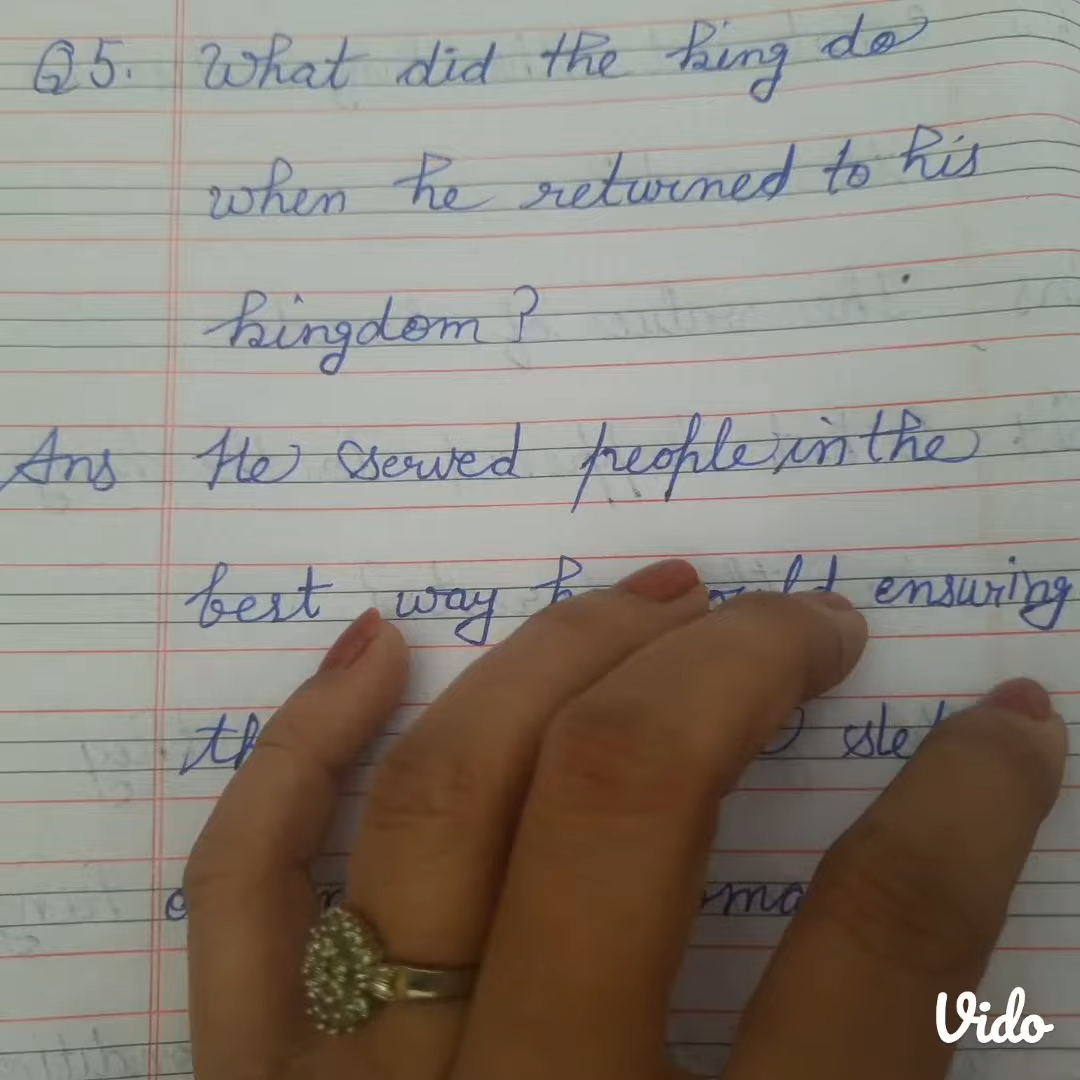 Q5. What did the king do
when he returned to his
kingdom?
Ans He served people in the
best way ensuring
Vido